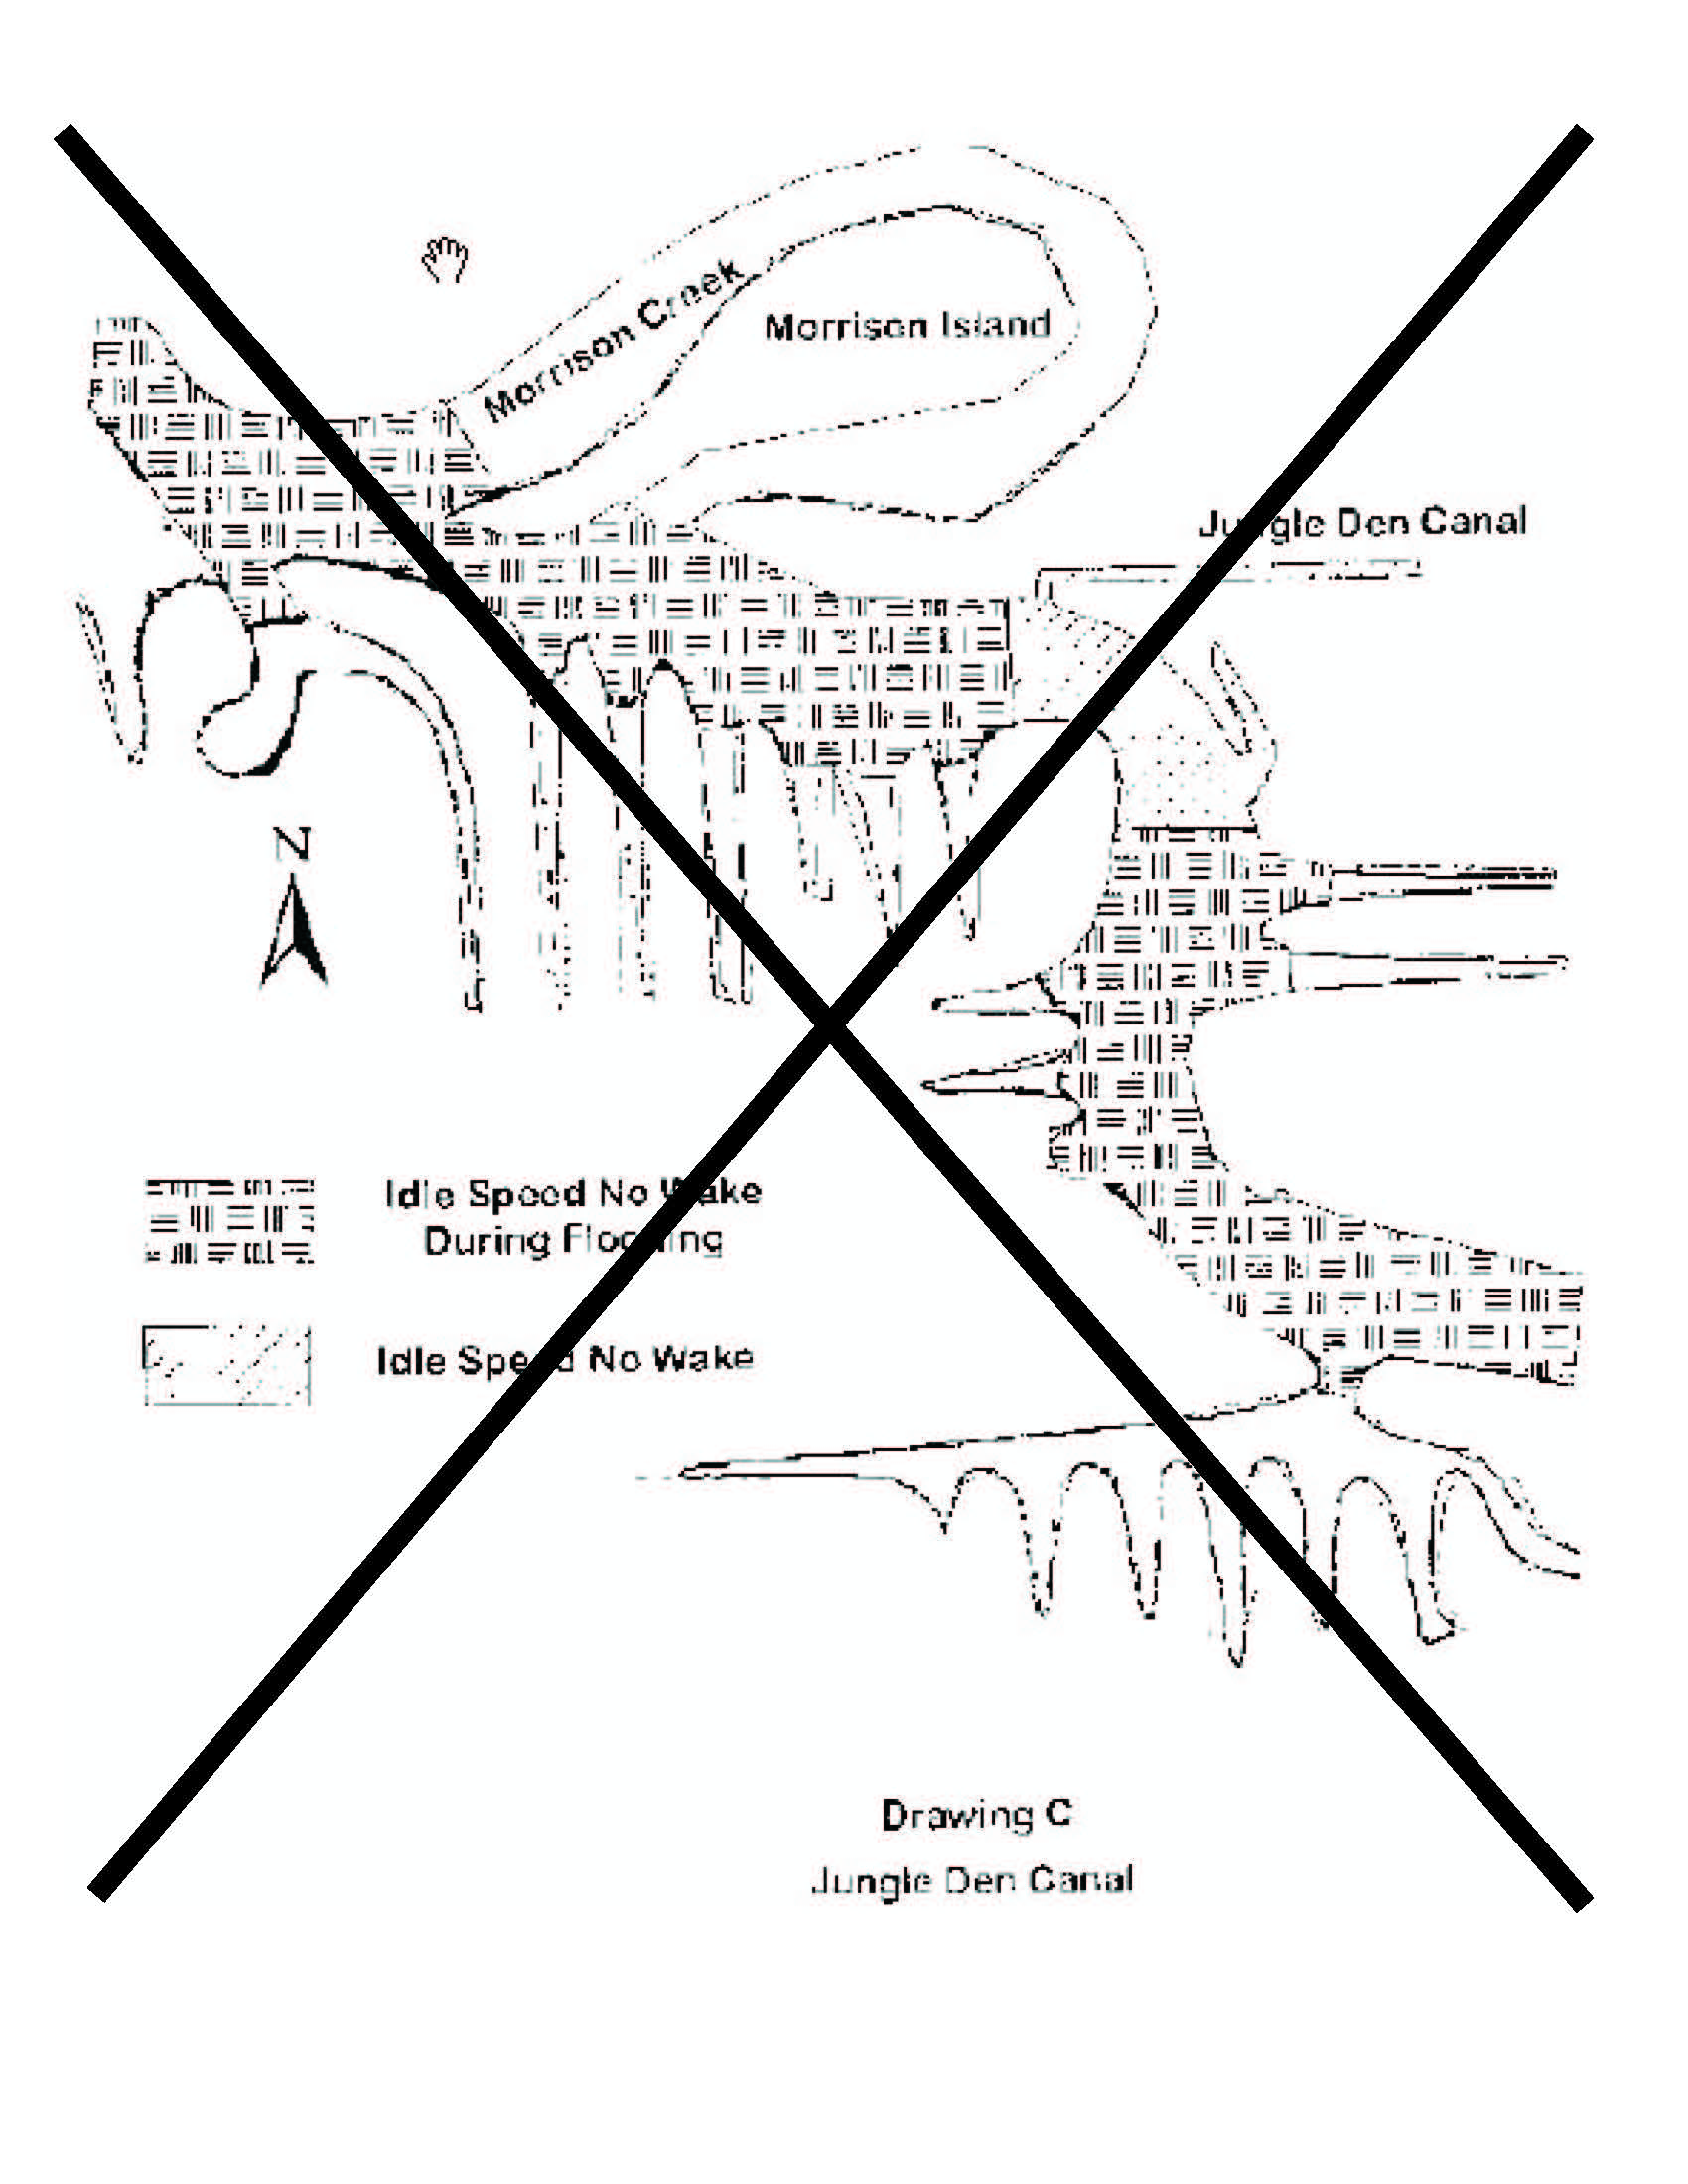 Morrison Creek
Morrison Island
Jungle Den Canal
N
Idle Speed No Wake
During Flooding
Idle Speed No Wake
Drawing C
Jungle Den Canal